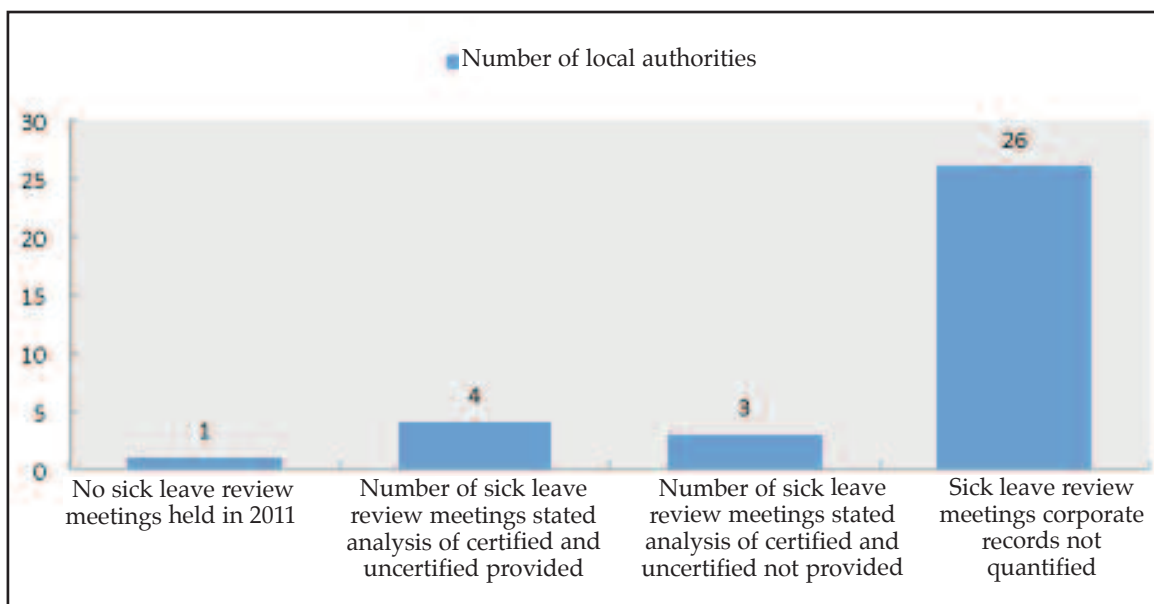 Number of local authorities
30
25
20
15
10
5
0
1
4
3
26
No sick leave review
meetings held in 2011
Number of sick leave
review meetings stated
analysis of certified and
uncertified provided
Number of sick leave
review meetings stated
analysis of certified and
uncertified not provided
Sick leave review
meetings corporate
records not
quantified